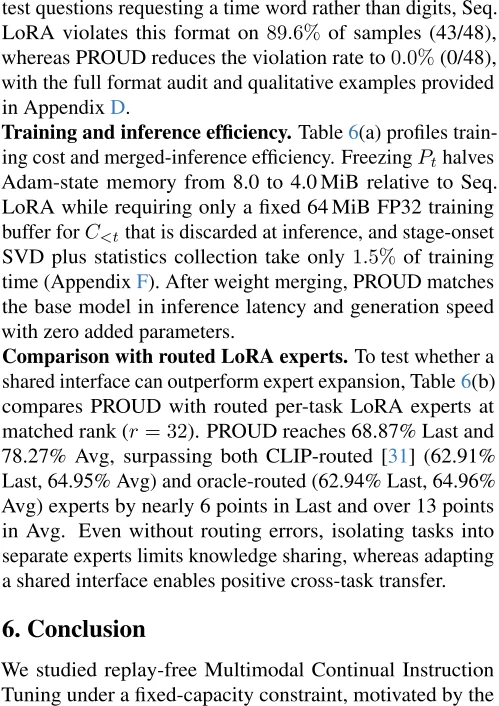 test questions requesting a time word rather than digits, Seq.
LoRA violates this format on 89.6% of samples (43/48),
whereas PROUD reduces the violation rate to 0.0% (0/48),
with the full format audit and qualitative examples provided
in Appendix D.
Training and inference efficiency. Table 6(a) profiles train-
ing cost and merged-inference efficiency. Freezing P_t halves
Adam-state memory from 8.0 to 4.0 MiB relative to Seq.
LoRA while requiring only a fixed 64 MiB FP32 training
buffer for C_{<t} that is discarded at inference, and stage-onset
SVD plus statistics collection take only 1.5% of training
time (Appendix F). After weight merging, PROUD matches
the base model in inference latency and generation speed
with zero added parameters.
Comparison with routed LoRA experts. To test whether a
shared interface can outperform expert expansion, Table 6(b)
compares PROUD with routed per-task LoRA experts at
matched rank (r = 32). PROUD reaches 68.87% Last and
78.27% Avg, surpassing both CLIP-routed [31] (62.91%
Last, 64.95% Avg) and oracle-routed (62.94% Last, 64.96%
Avg) experts by nearly 6 points in Last and over 13 points
in Avg. Even without routing errors, isolating tasks into
separate experts limits knowledge sharing, whereas adapting
a shared interface enables positive cross-task transfer.
6. Conclusion
We studied replay-free Multimodal Continual Instruction
Tuning under a fixed-capacity constraint, motivated by the